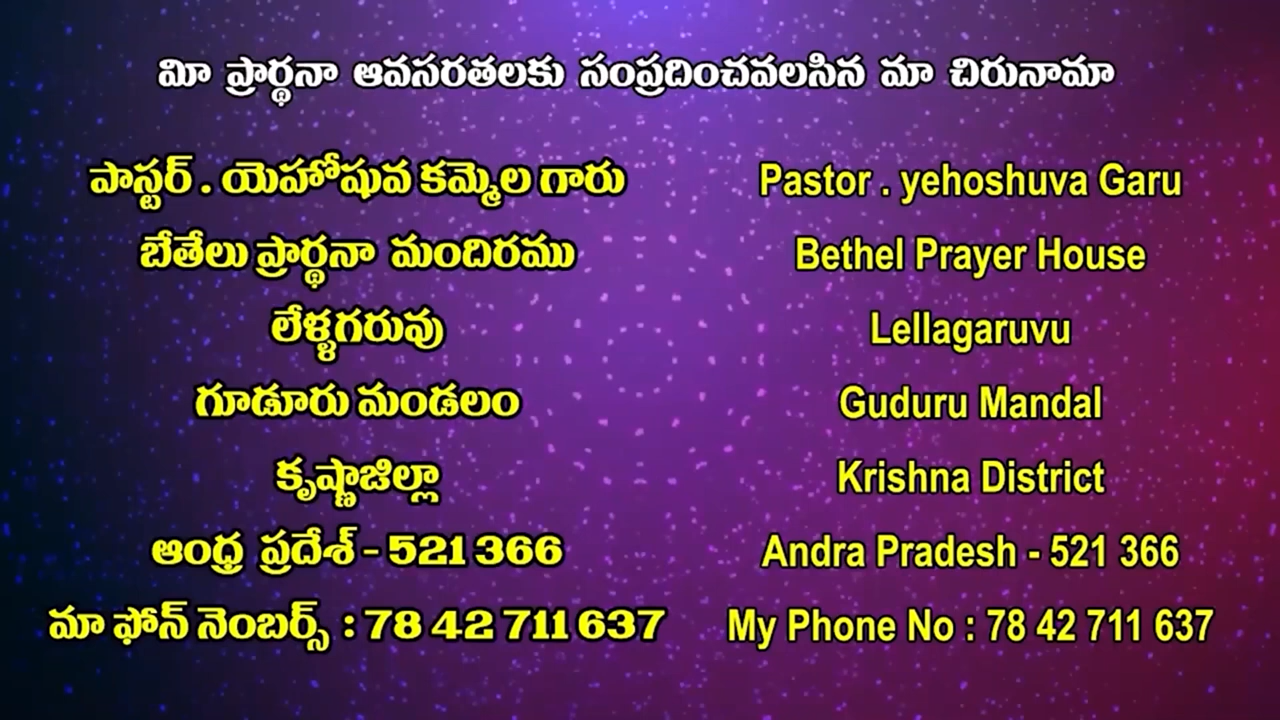 మీ ప్రార్థనా ఆవసరతలకు సంప్రదించవలసిన మా చిరునామా
పాస్టర్ . యెహోషువ కమ్మెల గారు
Pastor . yehoshuva Garu
బేతేలు ప్రార్థనా మందిరము
Bethel Prayer House
లేళ్ళగరువు
Lellagaruvu
గూడూరు మండలం
Guduru Mandal
కృష్ణాజిల్లా
Krishna District
ఆంధ్ర ప్రదేశ్ - 521 366
Andra Pradesh - 521 366
మా ఫోన్ నెంబర్స్ : 78 42 711 637
My Phone No : 78 42 711 637